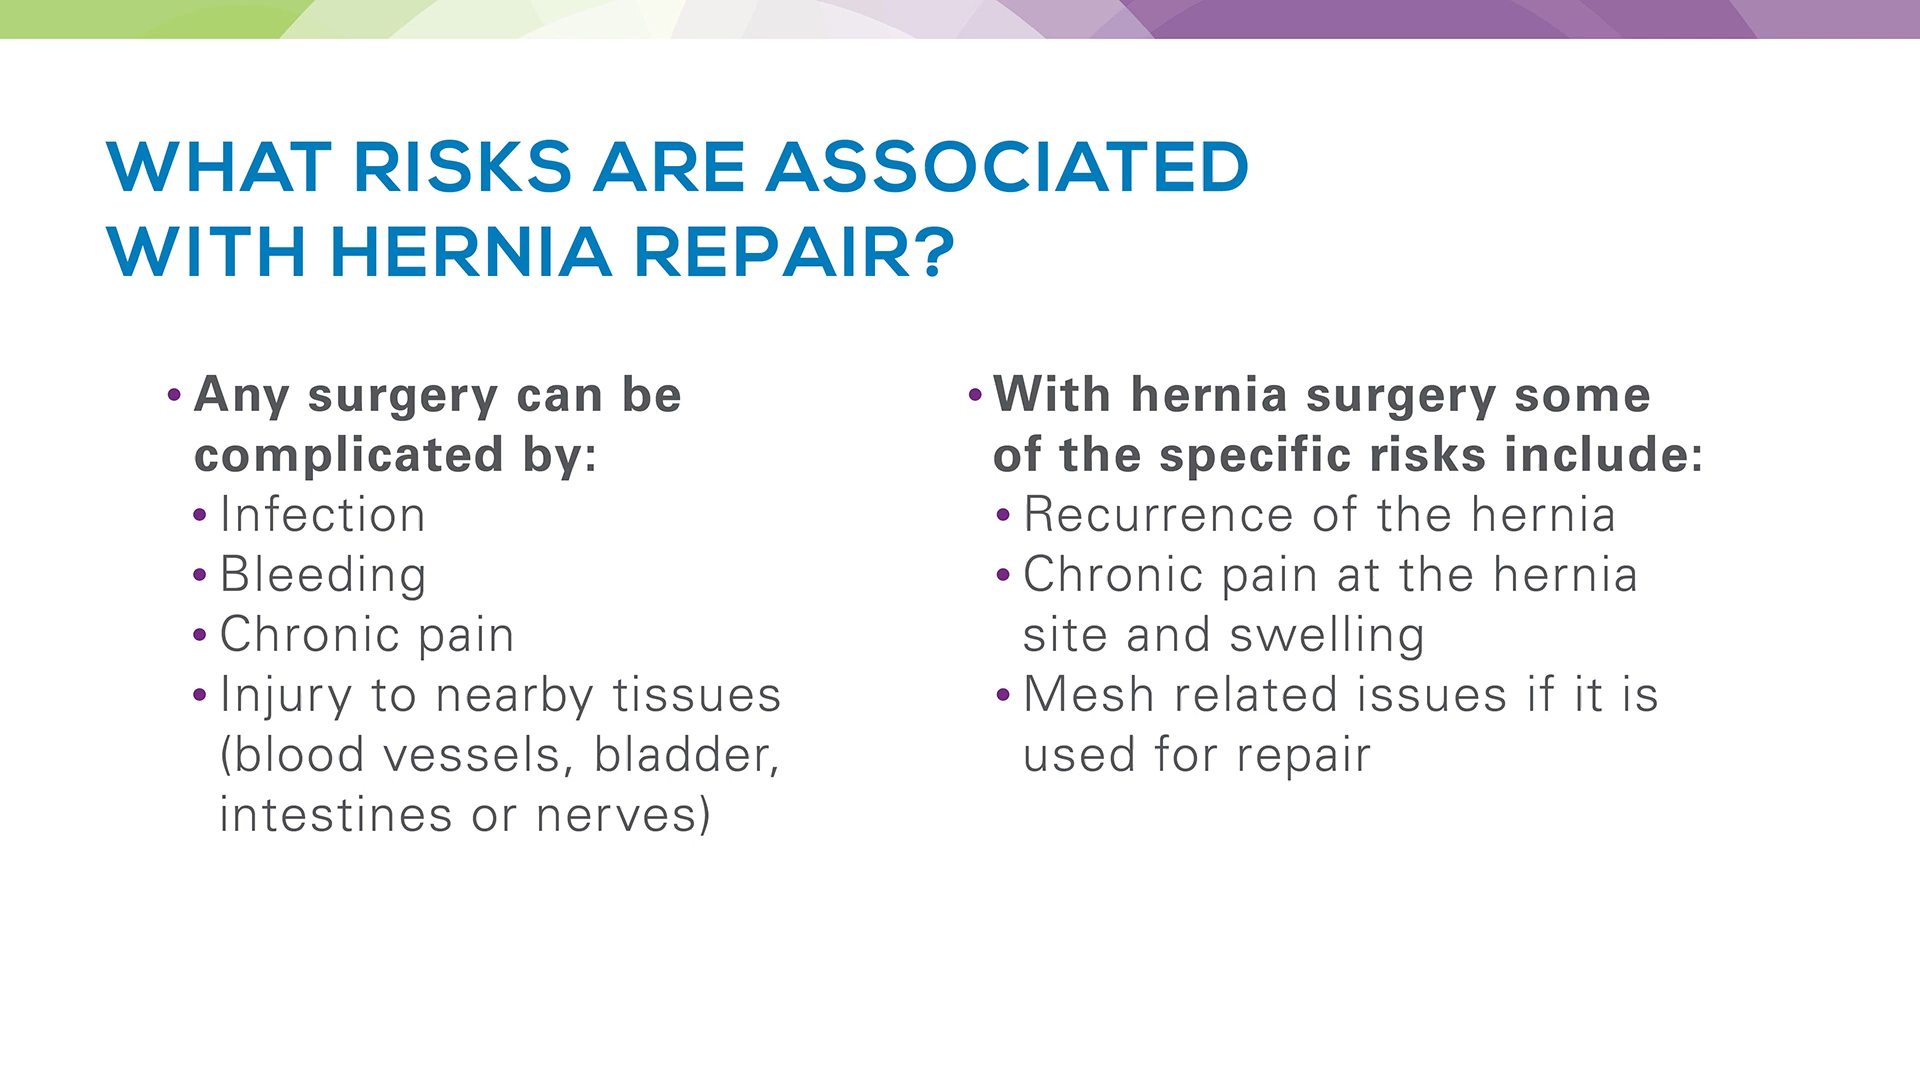 WHAT RISKS ARE ASSOCIATED
WITH HERNIA REPAIR?
• Any surgery can be
complicated by:
• Infection
• Bleeding
• Chronic pain
• Injury to nearby tissues
(blood vessels, bladder,
intestines or nerves)
• With hernia surgery some
of the specific risks include:
• Recurrence of the hernia
• Chronic pain at the hernia
site and swelling
• Mesh related issues if it is
used for repair